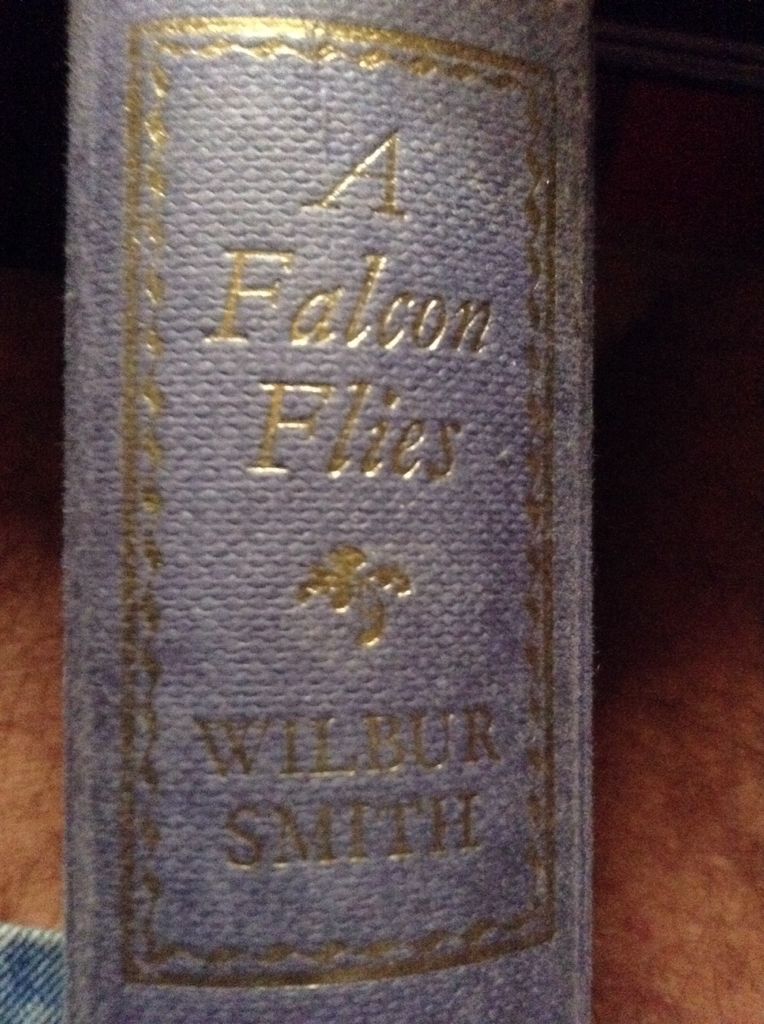 A
Falcon
Flies
WILBUR
SMITH